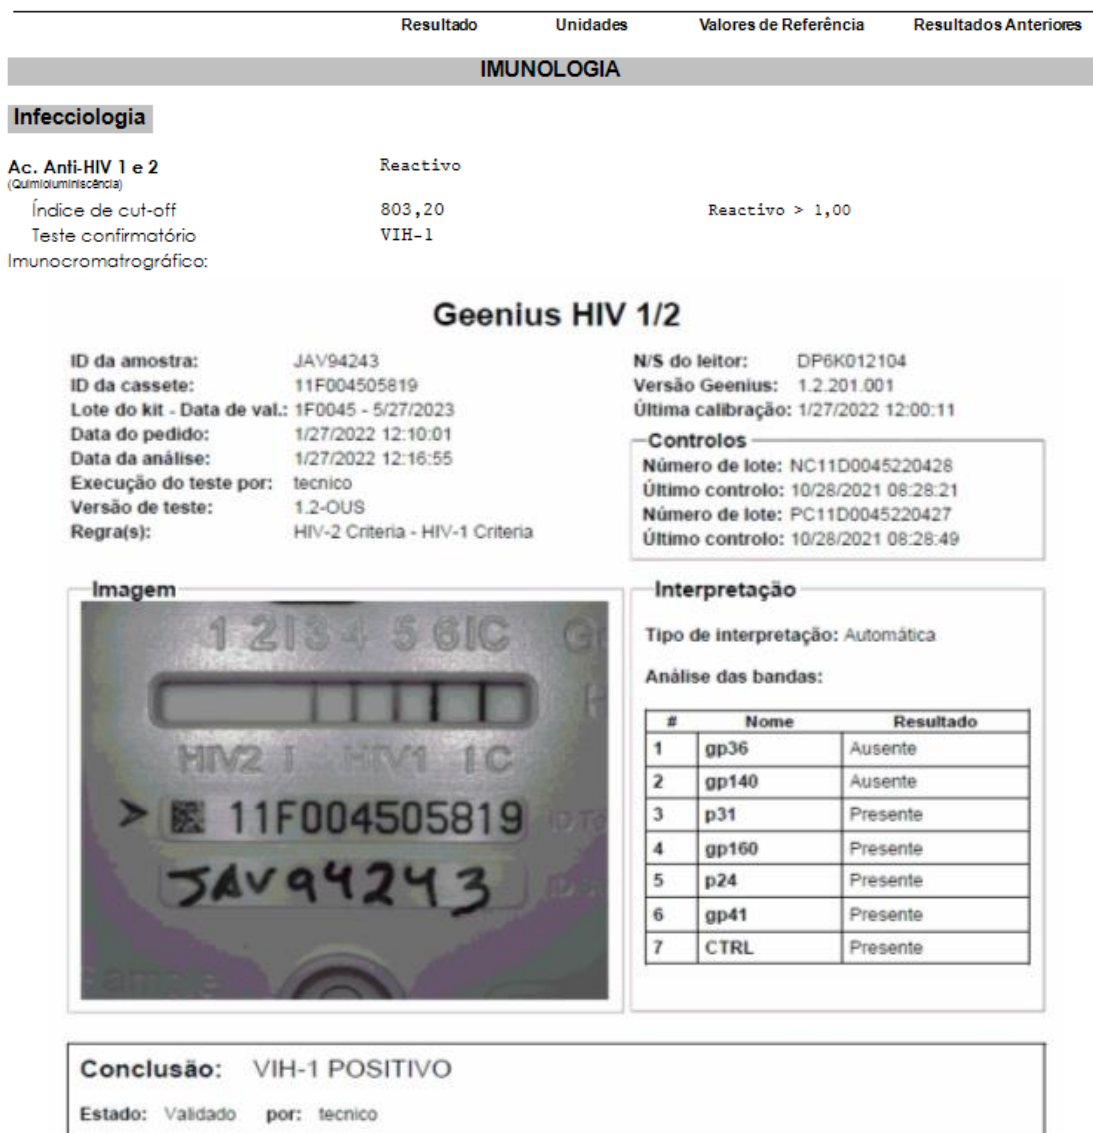 Resultado Unidades Valores de Referência Resultados Anteriores
IMUNOLOGIA
Infecciologia
Ac. Anti-HIV 1 e 2 Reactivo
(Quimioluminiscência)
Índice de cut-off 803,20 Reactivo > 1,00
Teste confirmatório VIH-1
Imunocromatrográfico:
Geenius HIV 1/2
ID da amostra: JAV94243
ID da cassete: 11F004505819
Lote do kit - Data de val.: 1F0045 - 5/27/2023
Data do pedido: 1/27/2022 12:10:01
Data da análise: 1/27/2022 12:16:55
Execução do teste por: tecnico
Versão de teste: 1.2-OUS
Regra(s): HIV-2 Criteria - HIV-1 Criteria
N/S do leitor: DP6K012104
Versão Geenius: 1.2.201.001
Última calibração: 1/27/2022 12:00:11
Controlos
Número de lote: NC11D0045220428
Último controlo: 10/28/2021 08:28:21
Número de lote: PC11D0045220427
Último controlo: 10/28/2021 08:28:49
Imagem
1 2 I 3 4 5 6 I C
HIV2 I HIV1 I C
11F004505819
JAV94243
Interpretação
Tipo de interpretação: Automática
Análise das bandas:
# Nome Resultado
1 gp36 Ausente
2 gp140 Ausente
3 p31 Presente
4 gp160 Presente
5 p24 Presente
6 gp41 Presente
7 CTRL Presente
Conclusão: VIH-1 POSITIVO
Estado: Validado por: tecnico